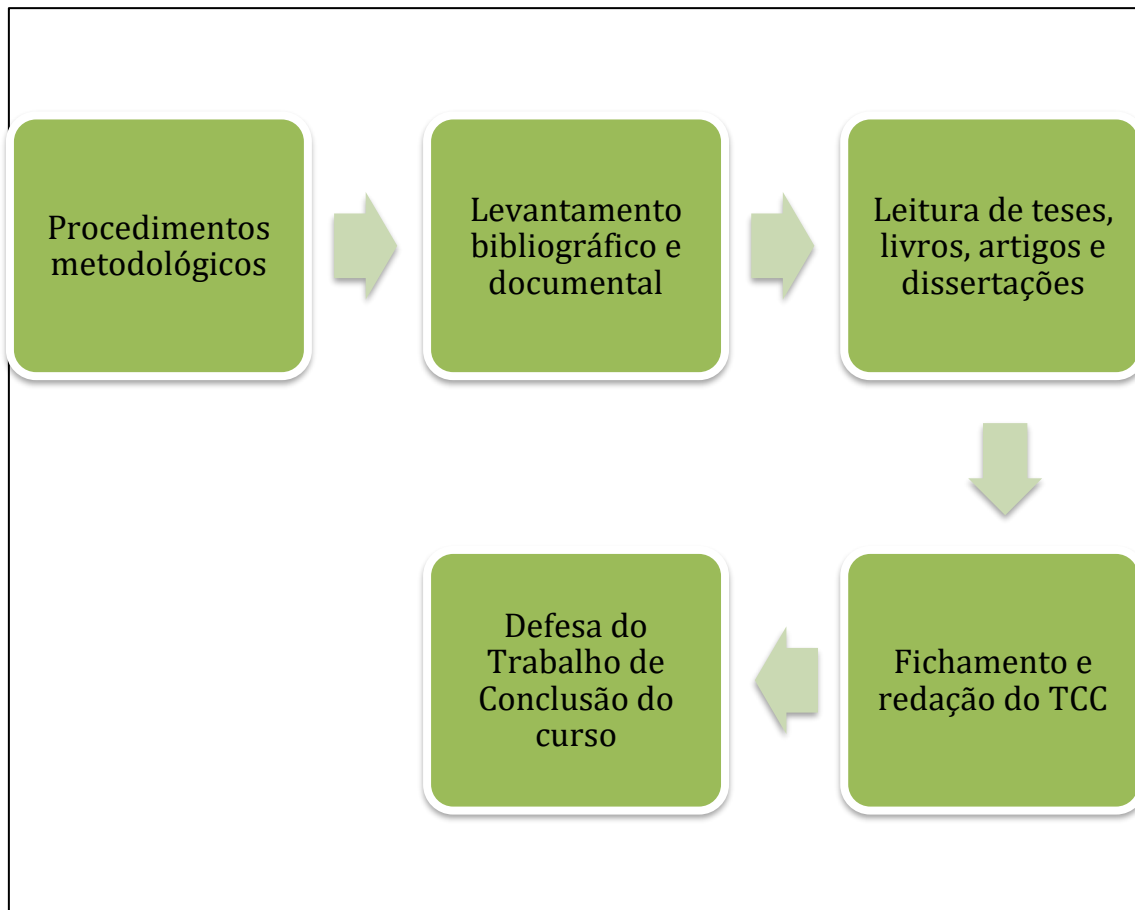 Procedimentos
metodológicos
Levantamento
bibliográfico e
documental
Leitura de teses,
livros, artigos e
dissertações
Fichamento e
redação do TCC
Defesa do
Trabalho de
Conclusão do
curso